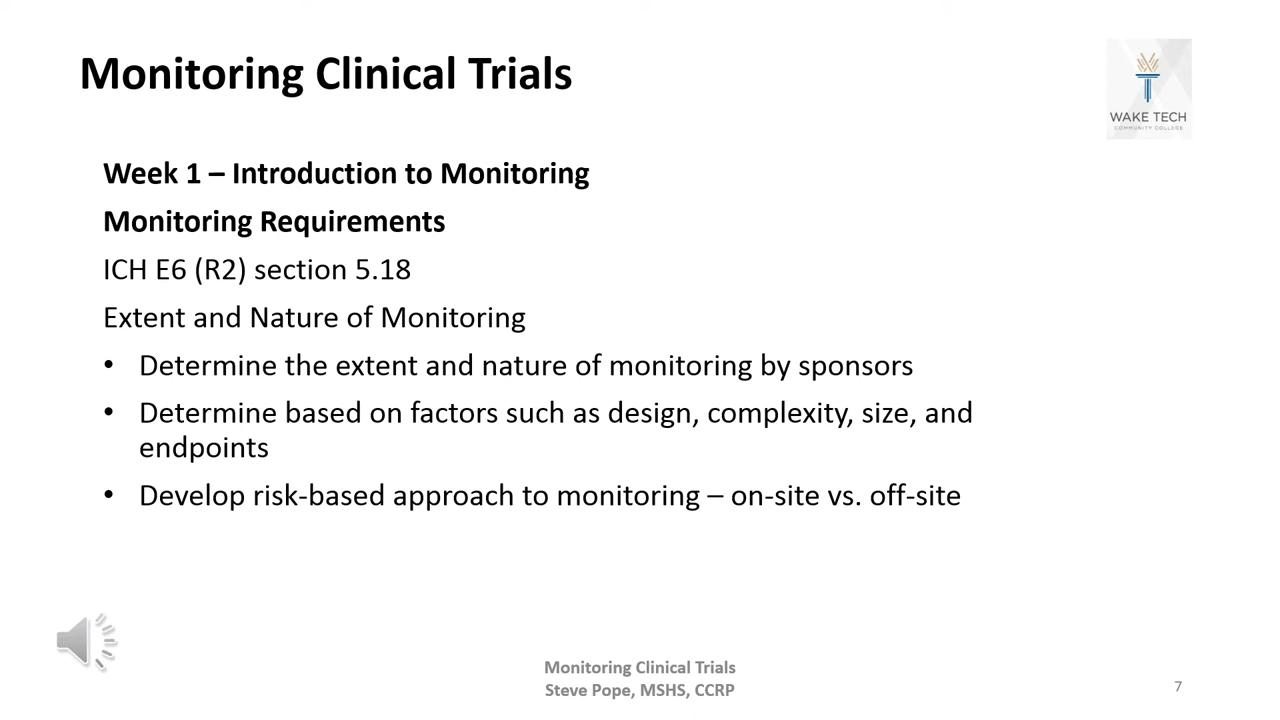 Monitoring Clinical Trials
WAKE TECH
COMMUNITY COLLEGE
Week 1 – Introduction to Monitoring
Monitoring Requirements
ICH E6 (R2) section 5.18
Extent and Nature of Monitoring
• Determine the extent and nature of monitoring by sponsors
• Determine based on factors such as design, complexity, size, and
endpoints
• Develop risk-based approach to monitoring – on-site vs. off-site
Monitoring Clinical Trials
Steve Pope, MSHS, CCRP
7